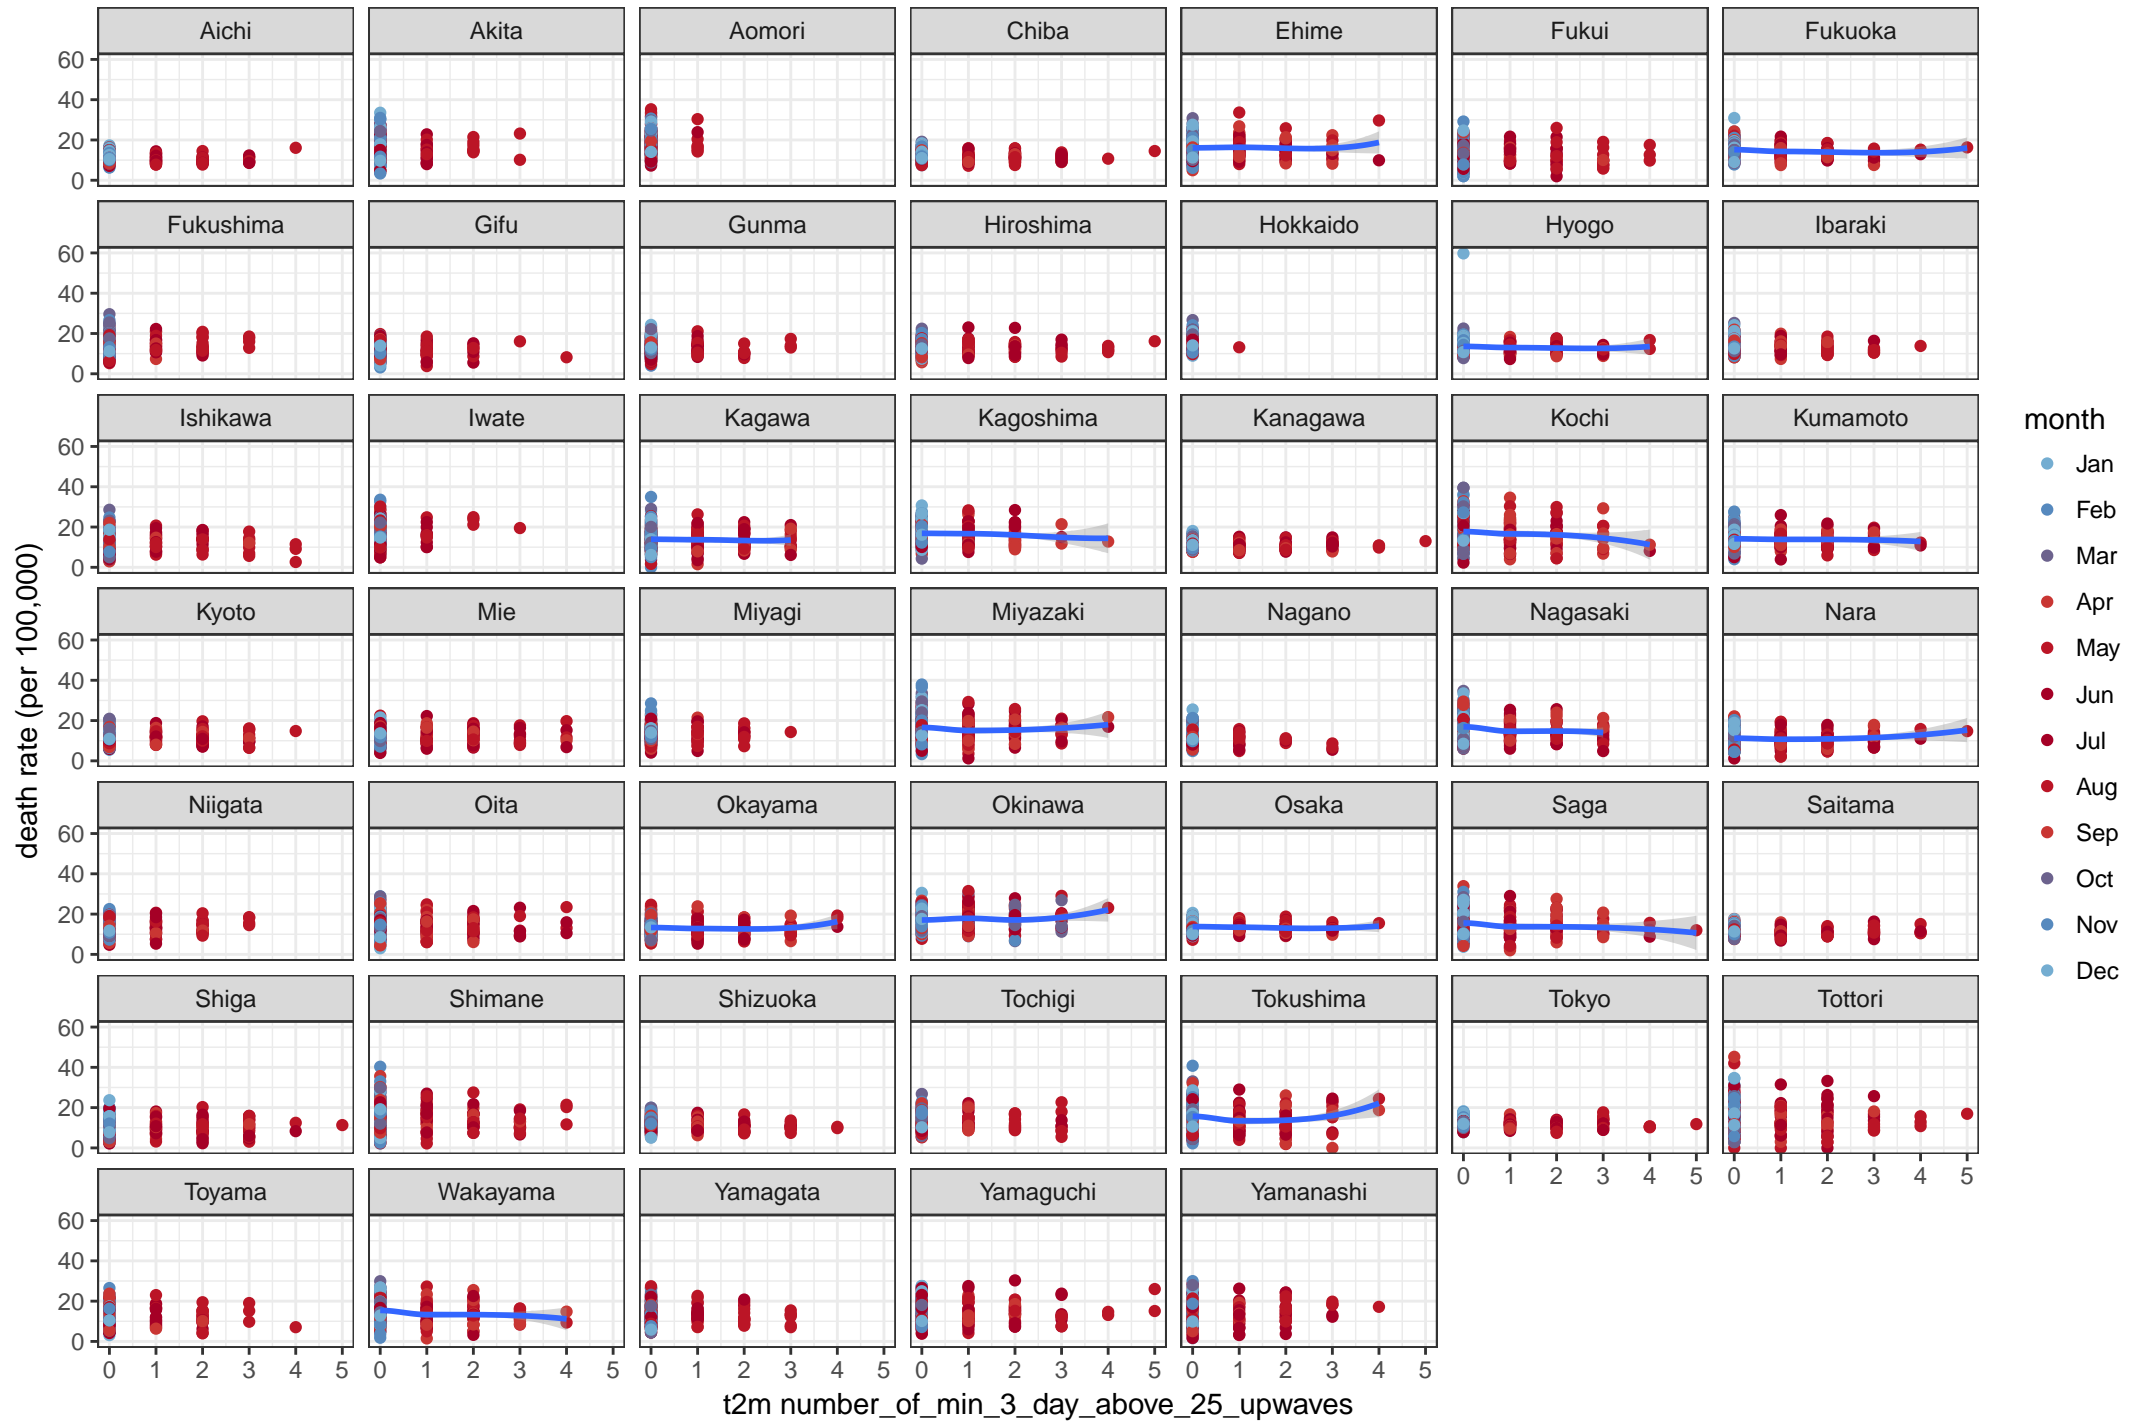 Aichi Akita Aomori Chiba Ehime Fukui Fukuoka
60
40
20
0
Fukushima Gifu Gunma Hiroshima Hokkaido Hyogo Ibaraki
60
40
20
0
Ishikawa Iwate Kagawa Kagoshima Kanagawa Kochi Kumamoto
60
40
20
0
Kyoto Mie Miyagi Miyazaki Nagano Nagasaki Nara
60
40
20
0
Niigata Oita Okayama Okinawa Osaka Saga Saitama
60
40
20
0
Shiga Shimane Shizuoka Tochigi Tokushima Tokyo Tottori
60
40
20
0
0 1 2 3 4 5 0 1 2 3 4 5
Toyama Wakayama Yamagata Yamaguchi Yamanashi
60
40
20
0
0 1 2 3 4 5 0 1 2 3 4 5 0 1 2 3 4 5 0 1 2 3 4 5 0 1 2 3 4 5
t2m number_of_min_3_day_above_25_upwaves
death rate (per 100,000)
month
Jan
Feb
Mar
Apr
May
Jun
Jul
Aug
Sep
Oct
Nov
Dec